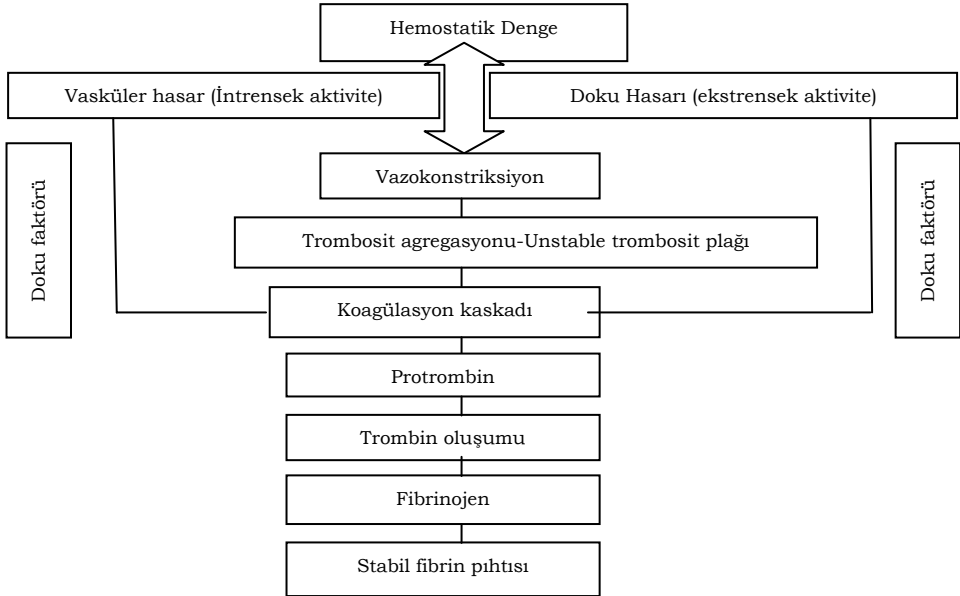 Hemostatik Denge
Vasküler hasar (İntrensek aktivite)
Doku Hasarı (ekstrensek aktivite)
Doku faktörü
Vazokonstriksiyon
Doku faktörü
Trombosit agregasyonu-Unstable trombosit plağı
Koagülasyon kaskadı
Protrombin
Trombin oluşumu
Fibrinojen
Stabil fibrin pıhtısı